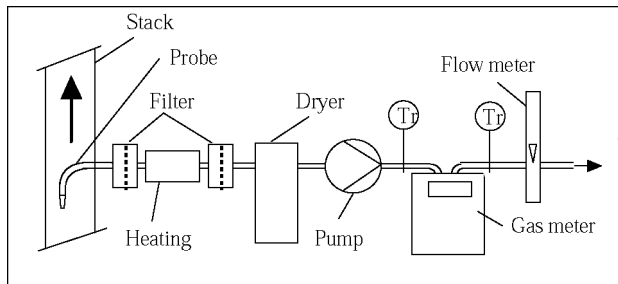 Stack
Probe
Flow meter
Filter
Dryer
Tr
Tr
Heating
Pump
Gas meter